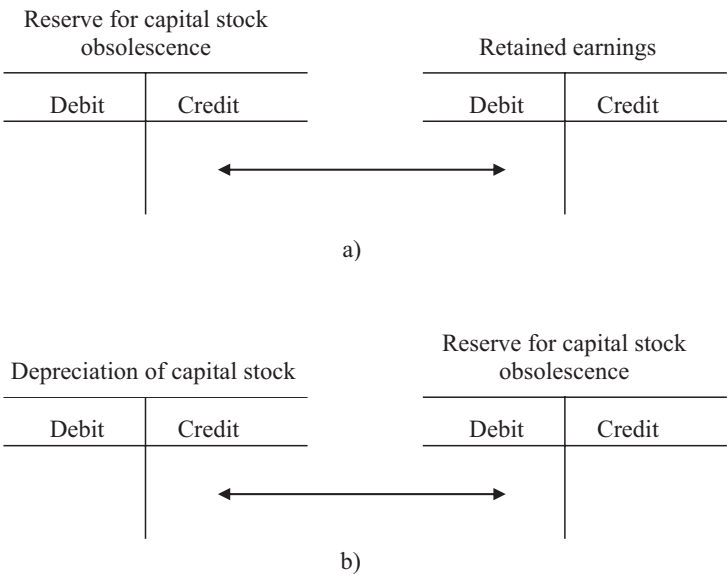 Reserve for capital stock
obsolescence
Retained earnings
Debit Credit
Debit Credit
a)
Depreciation of capital stock
Reserve for capital stock
obsolescence
Debit Credit
Debit Credit
b)